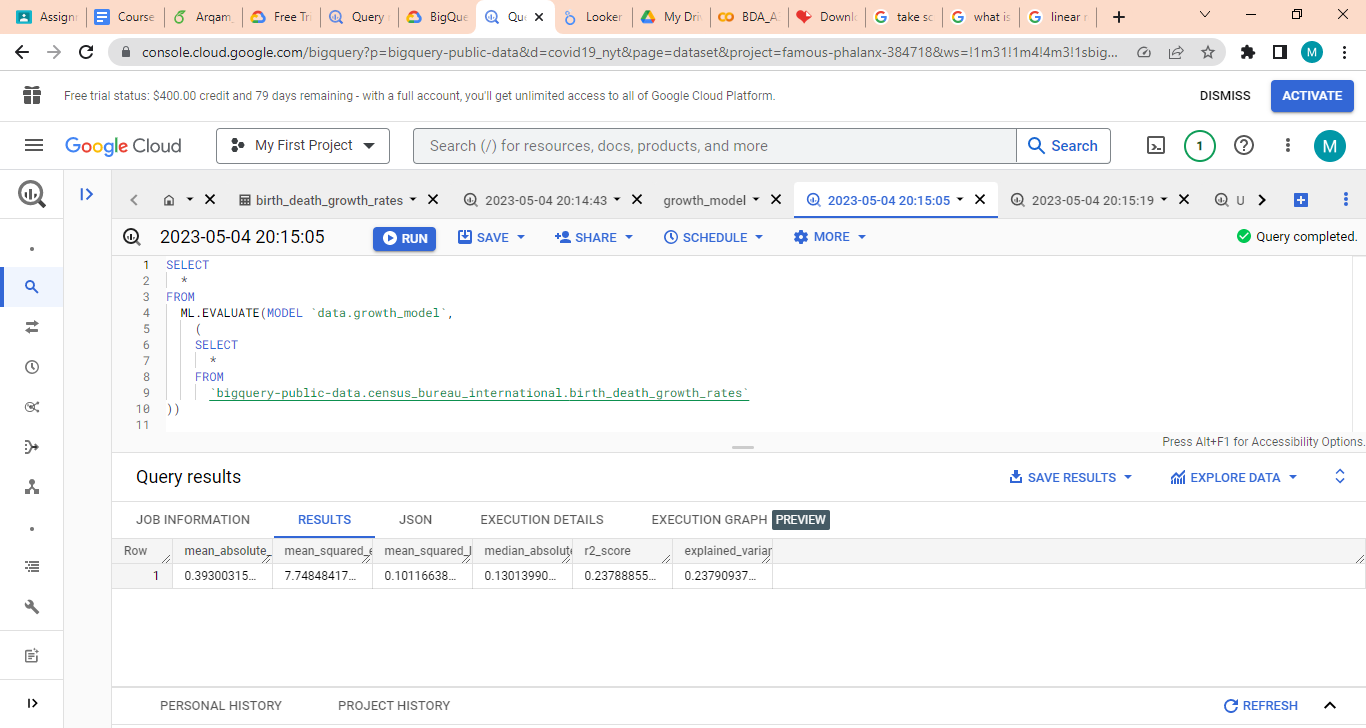 Assignn
Course
Arqam_
Free Tri
Query
BigQue
Qu
Looker
My Driv
BDA_A
Downl
take sc
what is
linear r
console.cloud.google.com/bigquery?p=bigquery-public-data&d=covid19_nyt&page=dataset&project=famous-phalanx-384718&ws=!1m31!1m4!4m3!1sbig...
M
Free trial status: $400.00 credit and 79 days remaining - with a full account, you'll get unlimited access to all of Google Cloud Platform.
DISMISS
ACTIVATE
Google Cloud
My First Project
Search (/) for resources, docs, products, and more
Search
1
M
birth_death_growth_rates
2023-05-04 20:14:43
growth_model
2023-05-04 20:15:05
2023-05-04 20:15:19
U
2023-05-04 20:15:05
RUN
SAVE
SHARE
SCHEDULE
MORE
Query completed.
1 SELECT
2 *
3 FROM
4 ML.EVALUATE(MODEL `data.growth_model`,
5 (
6 SELECT
7 *
8 FROM
9 `bigquery-public-data.census_bureau_international.birth_death_growth_rates`
10 ))
11
Press Alt+F1 for Accessibility Options.
Query results
SAVE RESULTS
EXPLORE DATA
JOB INFORMATION
RESULTS
JSON
EXECUTION DETAILS
EXECUTION GRAPH PREVIEW
Row mean_absolute_ mean_squared_e mean_squared_l median_absolute r2_score explained_varian
1 0.39300315... 7.74848417... 0.10116638... 0.13013990... 0.23788855... 0.23790937...
PERSONAL HISTORY
PROJECT HISTORY
REFRESH